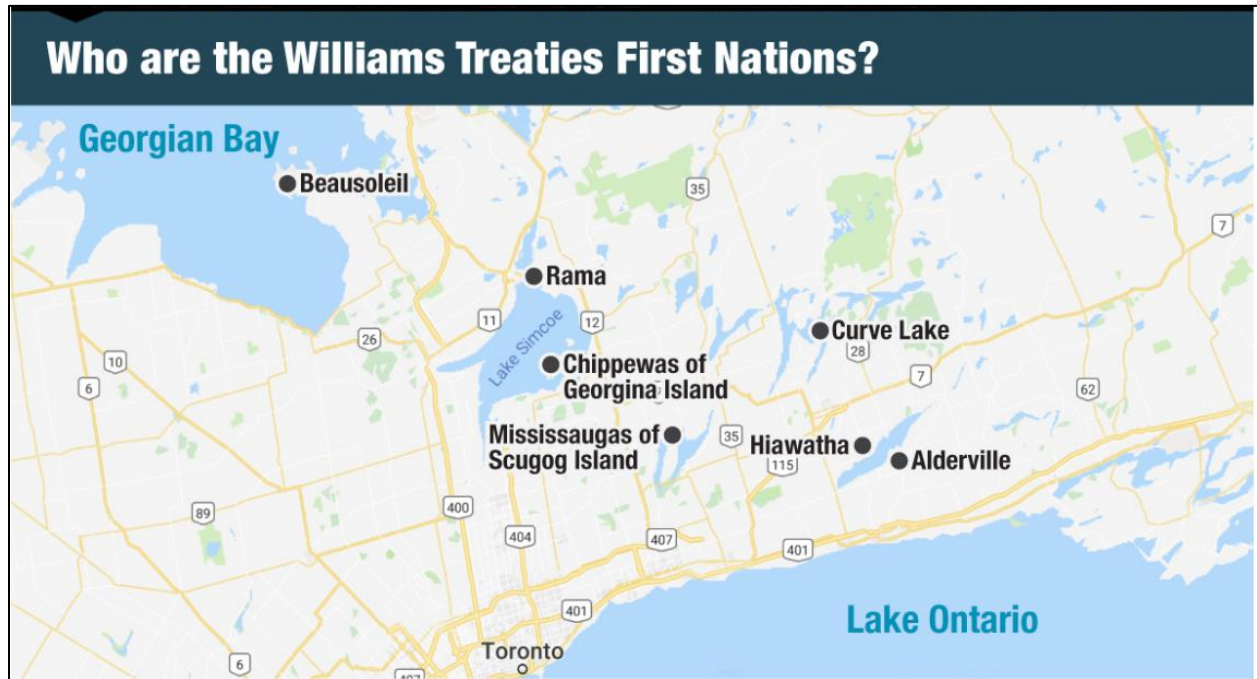 Who are the Williams Treaties First Nations?
Georgian Bay
Beausoleil
35
7
Rama
11
12
26
Lake Simcoe
Curve Lake
28
10
6
Chippewas of
Georgina Island
7
62
Mississaugas of
Scugog Island
35
Hiawatha
115
Alderville
400
89
404
407
401
401
Lake Ontario
Toronto
6
407